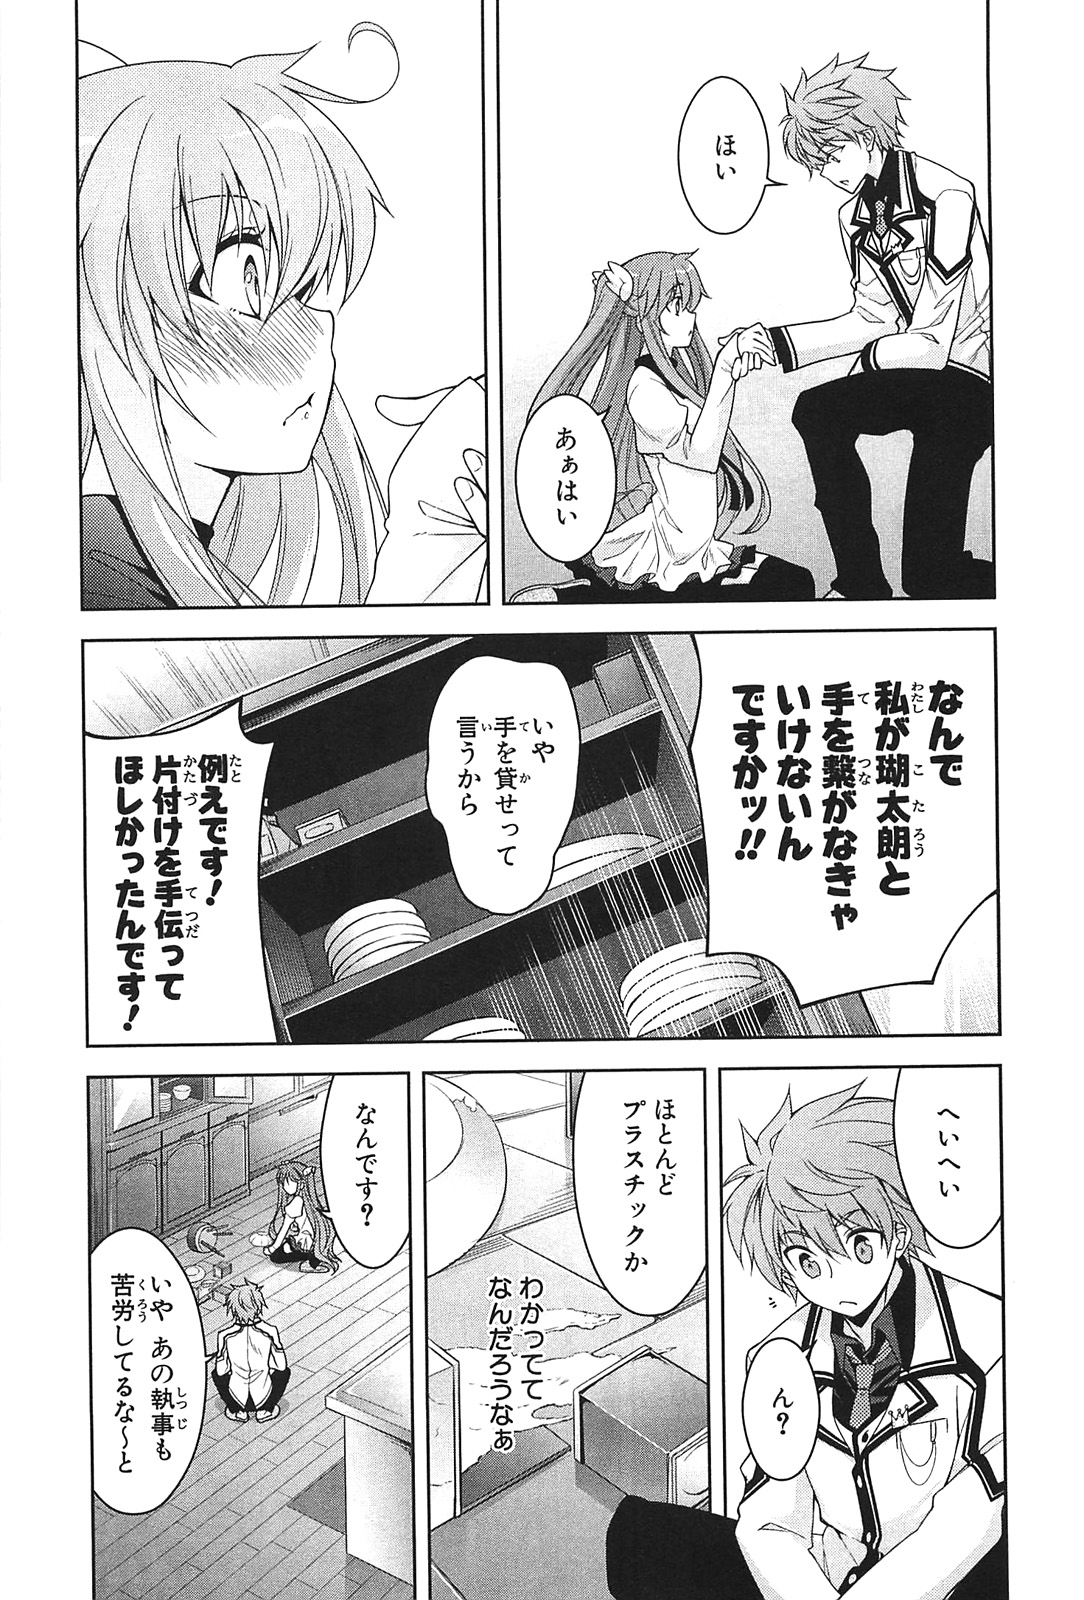 ほい
あぁはい
なんで
私が瑚太朗と
手を繋がなきゃ
いけないん
ですかッ!!
いや
手を貸せって
言うから
例えです!
片付けを手伝って
ほしかったんです!
へいへい
ん?
ほとんど
プラスチックか
わかってて
なんだろうなぁ
なんです?
いや あの執事も
苦労してるな〜と